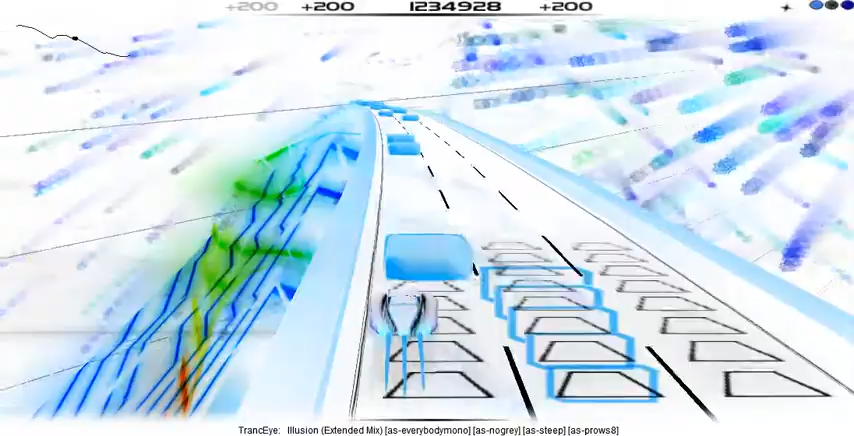 +200 +200 1234928 +200
TrancEye: Illusion (Extended Mix) [as-everybodymono] [as-nogrey] [as-steep] [as-prows8]